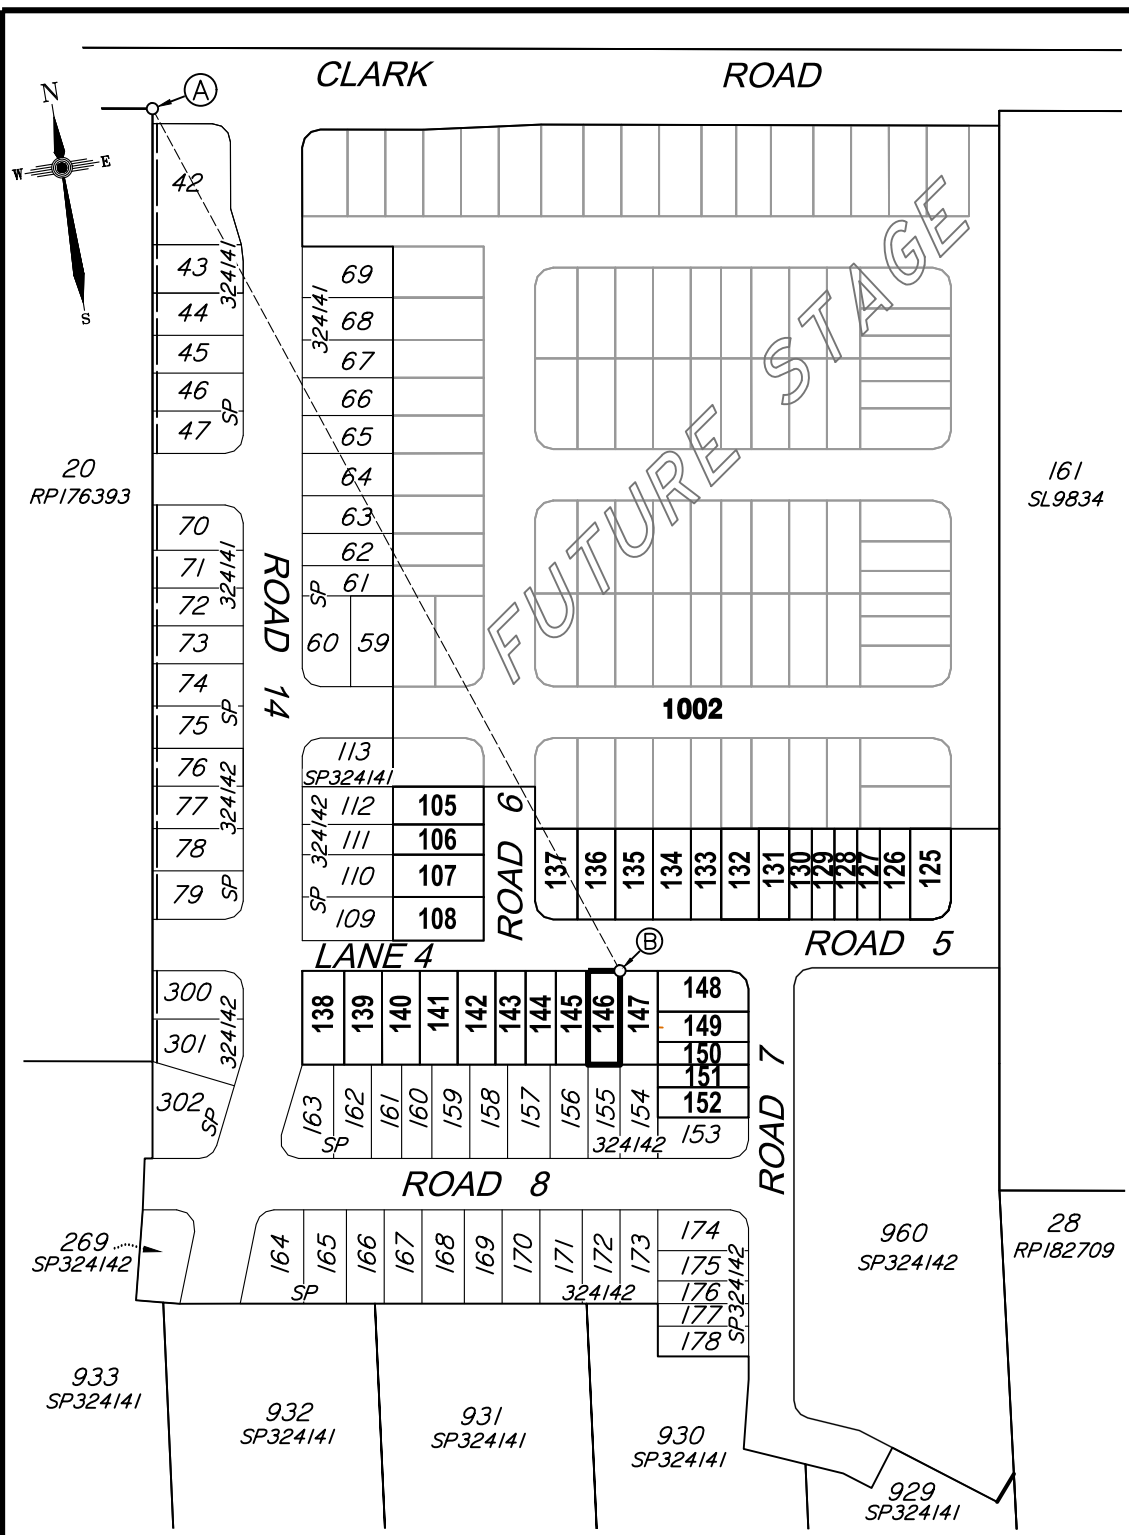 CLARK ROAD
A
N
W E
S
42
43
44
45
46
47
SP 324141
69
68
67
66
65
64
63
62
61
60 59
SP 324141
FUTURE STAGE
20
RP176393
161
SL9834
70
71
72
73
74
75
SP 324141
ROAD 14
1002
76
77
78
79
SP 324142
113
SP324141
112
111
110
109
SP 324142
105
106
107
108
ROAD 6
137 136 135 134 133 132 131 130 129 128 127 126 125
LANE 4
B
ROAD 5
300
301
302
SP 324142
138 139 140 141 142 143 144 145 146 147
148
149
150
151
152
153
163 162 161 160 159 158 157 156 155 154
SP 324142
ROAD 7
ROAD 8
269
SP324142
164 165 166 167 168 169 170 171 172 173
SP 324142
174
175
176
177
178
SP324142
960
SP324142
28
RP182709
933
SP324141
932
SP324141
931
SP324141
930
SP324141
929
SP324141